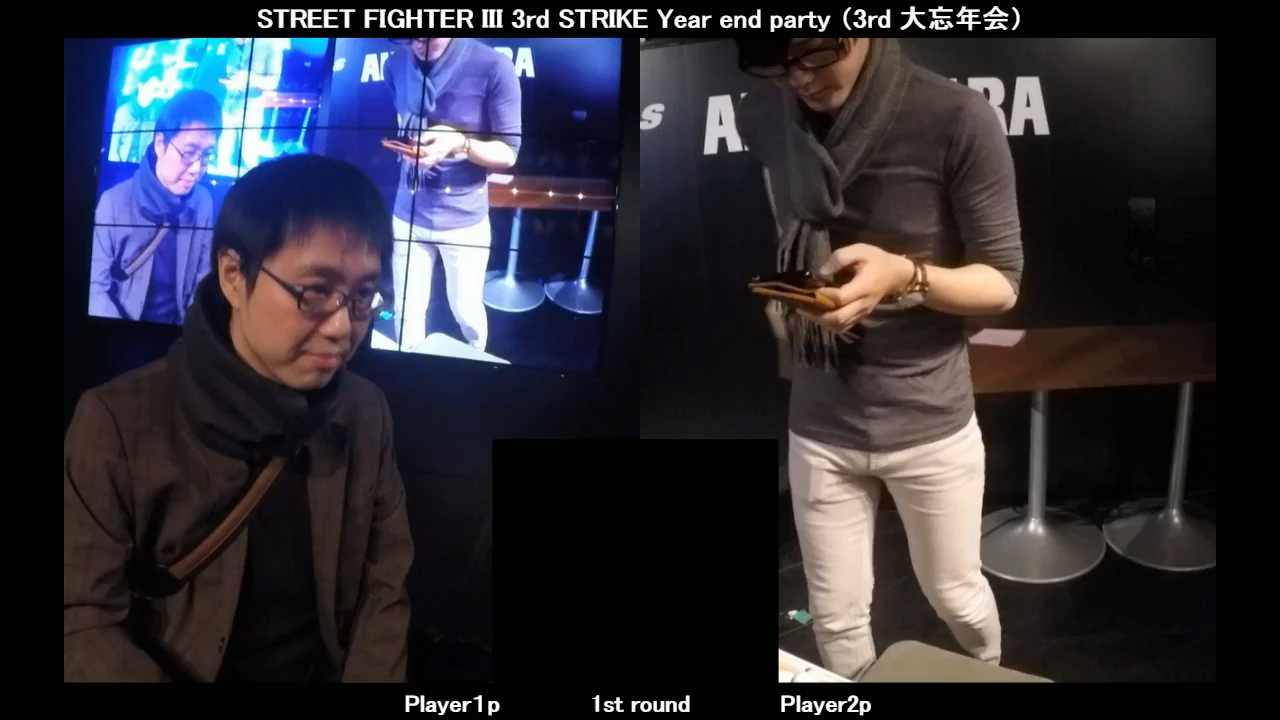 STREET FIGHTER III 3rd STRIKE Year end party (3rd 大忘年会)
Player1p
1st round
Player2p